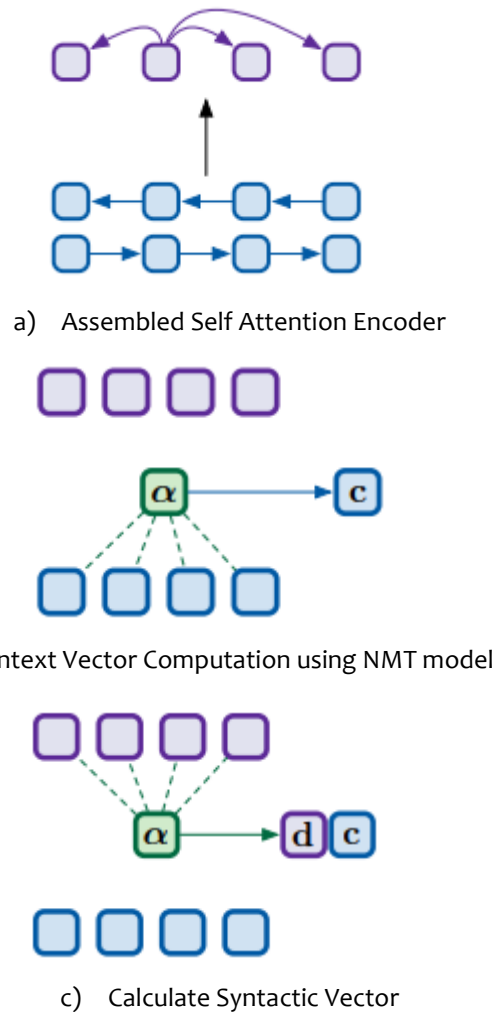 a) Assembled Self Attention Encoder
α c
ntext Vector Computation using NMT model
α d c
c) Calculate Syntactic Vector